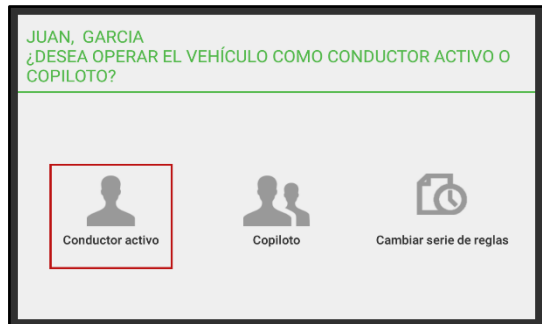 JUAN, GARCIA
¿DESEA OPERAR EL VEHÍCULO COMO CONDUCTOR ACTIVO O
COPILOTO?
Conductor activo
Copiloto
Cambiar serie de reglas